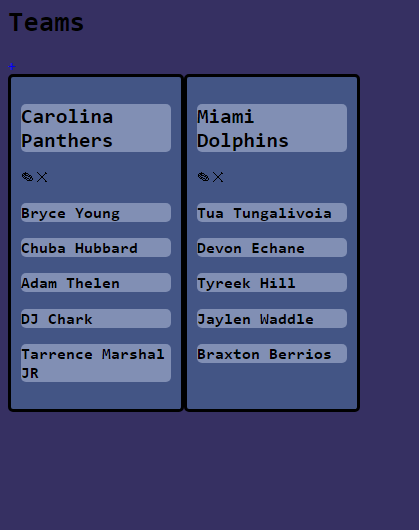 Teams
+
Carolina
Panthers
✎✕
Bryce Young
Chuba Hubbard
Adam Thelen
DJ Chark
Tarrence Marshal
JR
Miami
Dolphins
✎✕
Tua Tungalivoia
Devon Echane
Tyreek Hill
Jaylen Waddle
Braxton Berrios